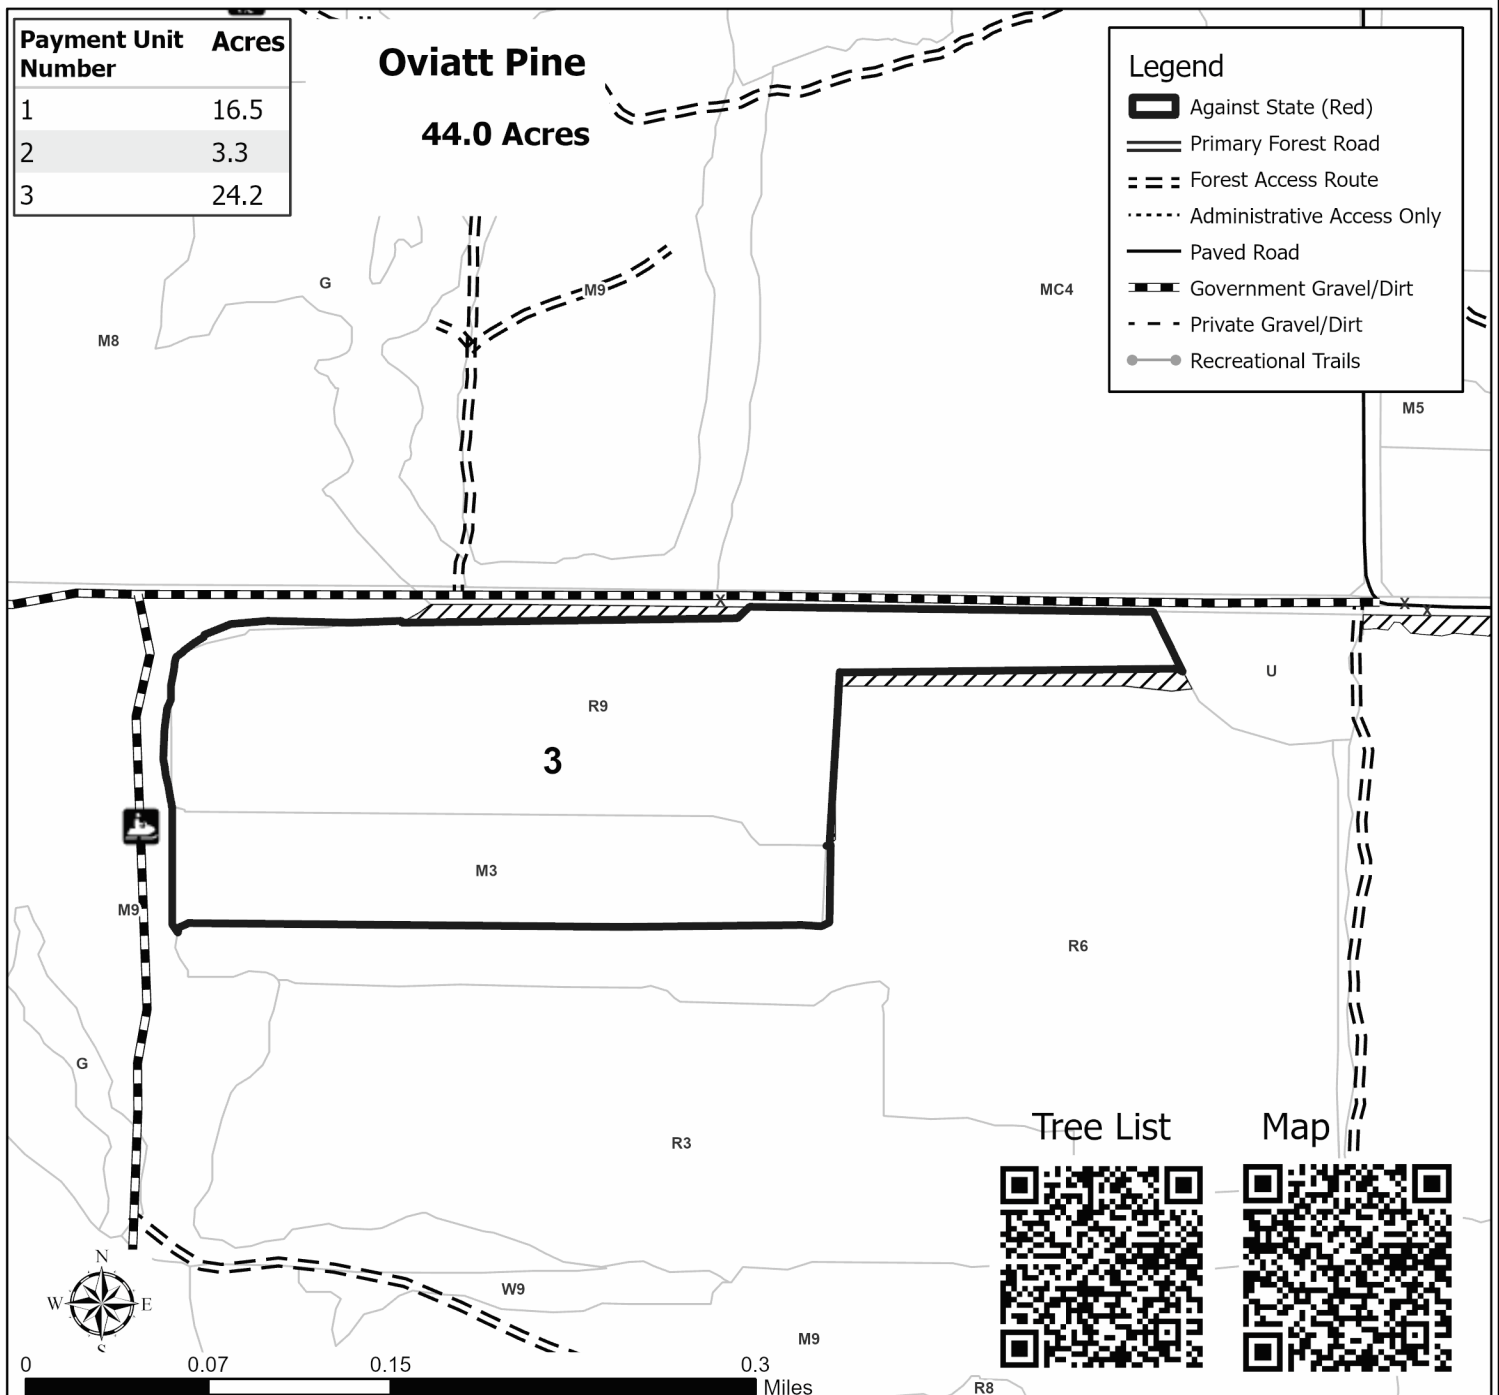 Payment Unit Acres
Number
1 16.5
2 3.3
3 24.2
Oviatt Pine
44.0 Acres
Legend
Against State (Red)
Primary Forest Road
Forest Access Route
Administrative Access Only
Paved Road
Government Gravel/Dirt
Private Gravel/Dirt
Recreational Trails
G
M9
MC4
M8
M5
X
X
X
U
R9
3
M3
M9
R6
G
Tree List
Map
R3
N
W E
S
W9
M9
R8
0 0.07 0.15 0.3
Miles